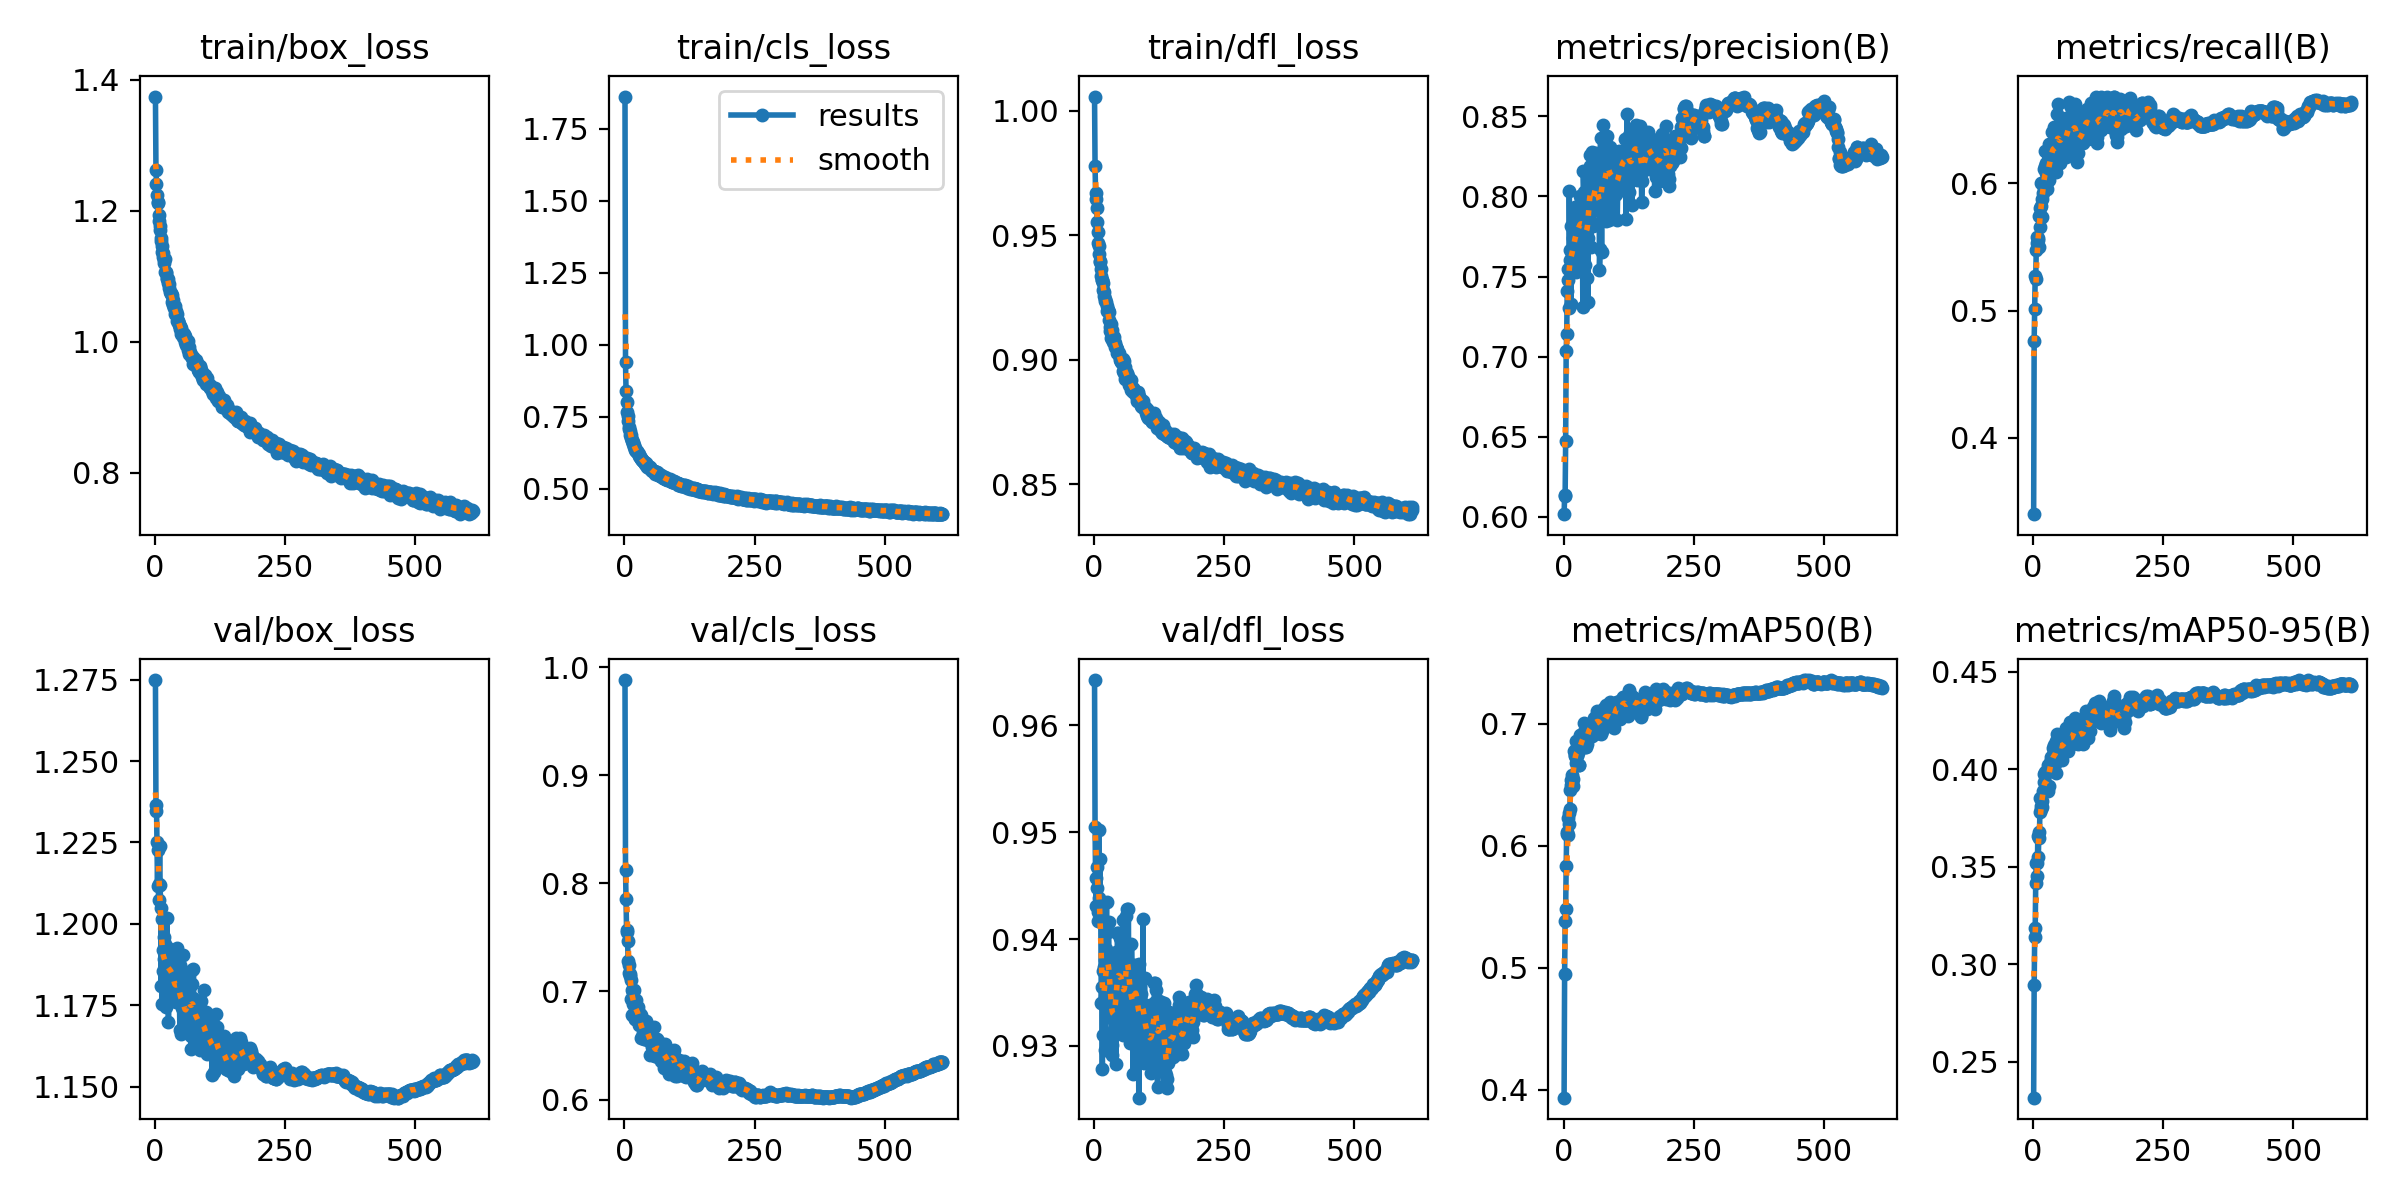 train/box_loss
1.4
1.2
1.0
0.8
0 250 500
train/cls_loss
results
smooth
1.75
1.50
1.25
1.00
0.75
0.50
0 250 500
train/dfl_loss
1.00
0.95
0.90
0.85
0 250 500
metrics/precision(B)
0.85
0.80
0.75
0.70
0.65
0.60
0 250 500
metrics/recall(B)
0.6
0.5
0.4
0 250 500
val/box_loss
1.275
1.250
1.225
1.200
1.175
1.150
0 250 500
val/cls_loss
1.0
0.9
0.8
0.7
0.6
0 250 500
val/dfl_loss
0.96
0.95
0.94
0.93
0 250 500
metrics/mAP50(B)
0.7
0.6
0.5
0.4
0 250 500
metrics/mAP50-95(B)
0.45
0.40
0.35
0.30
0.25
0 250 500